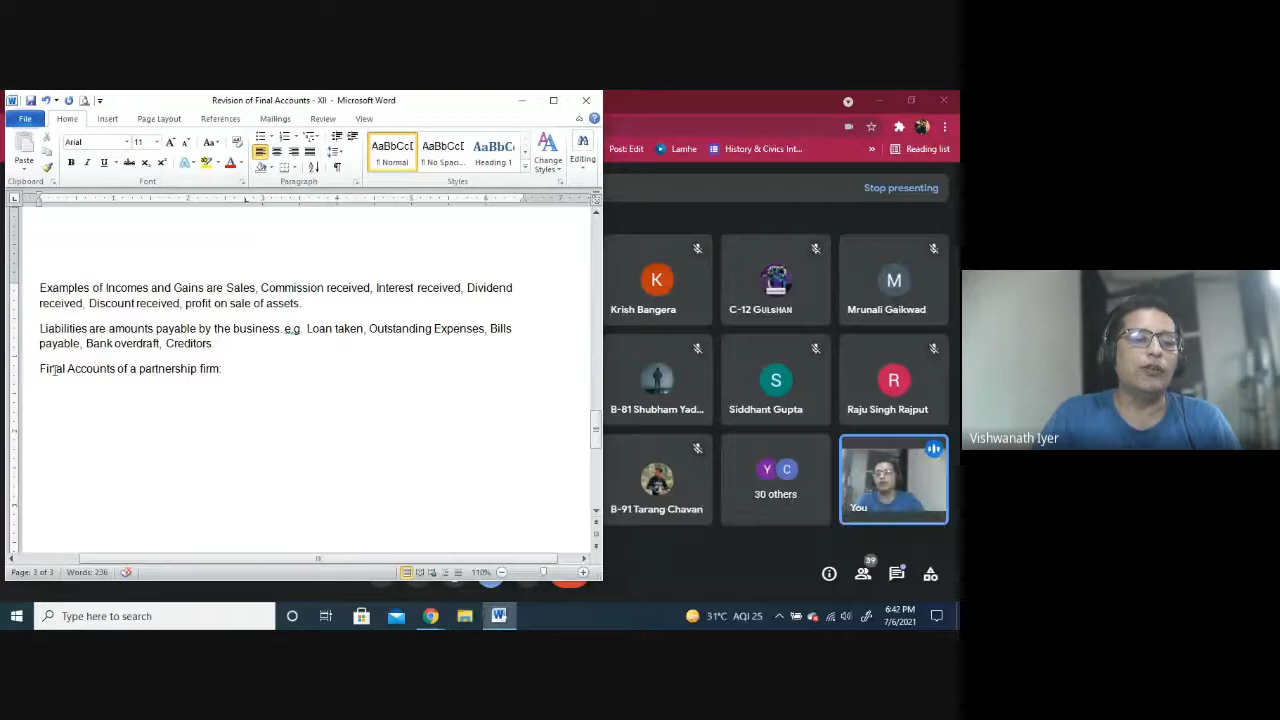 Revision of Final Accounts - XII - Microsoft Word
File Home Insert Page Layout References Mailings Review View
Paste
Arial 11
AaBbCcI AaBbCcI AaBbC
¶ Normal ¶ No Spaci... Heading 1
Change Styles
Editing
Clipboard Font Paragraph Styles
Examples of Incomes and Gains are Sales, Commission received, Interest received, Dividend
received, Discount received, profit on sale of assets.
Liabilities are amounts payable by the business. e.g. Loan taken, Outstanding Expenses, Bills
payable, Bank overdraft, Creditors.
Final Accounts of a partnership firm:
Page: 3 of 3 Words: 236 110%
Post: Edit Lamhe History & Civics Int... » Reading list
Stop presenting
Krish Bangera
C-12 GULSHAN
Mrunali Gaikwad
B-81 Shubham Yad...
Siddhant Gupta
Raju Singh Rajput
B-91 Tarang Chavan
30 others
You
K
M
S
R
Y C
39
Vishwanath Iyer
Type here to search
31°C AQI 25
6:42 PM
7/6/2021